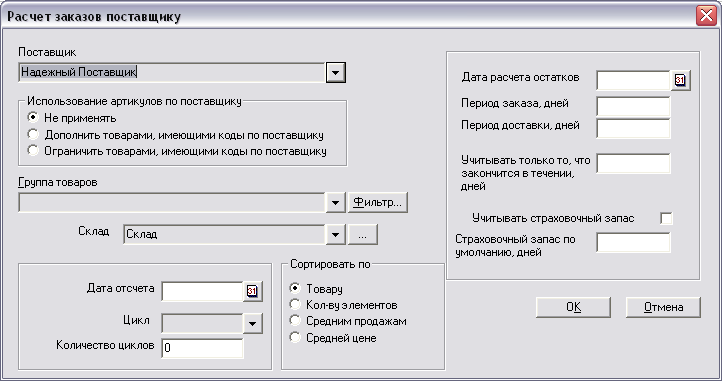 Расчет заказов поставщику
Поставщик
Надежный Поставщик
Использование артикулов по поставщику
Не применять
Дополнить товарами, имеющими коды по поставщику
Ограничить товарами, имеющими коды по поставщику
Группа товаров
Фильтр...
Склад
Склад
...
Дата отсчета
31
Цикл
Количество циклов
0
Сортировать по
Товару
Кол-ву элементов
Средним продажам
Средней цене
Дата расчета остатков
31
Период заказа, дней
Период доставки, дней
Учитывать только то, что
закончится в течении,
дней
Учитывать страховочный запас
Страховочный запас по
умолчанию, дней
OK
Отмена